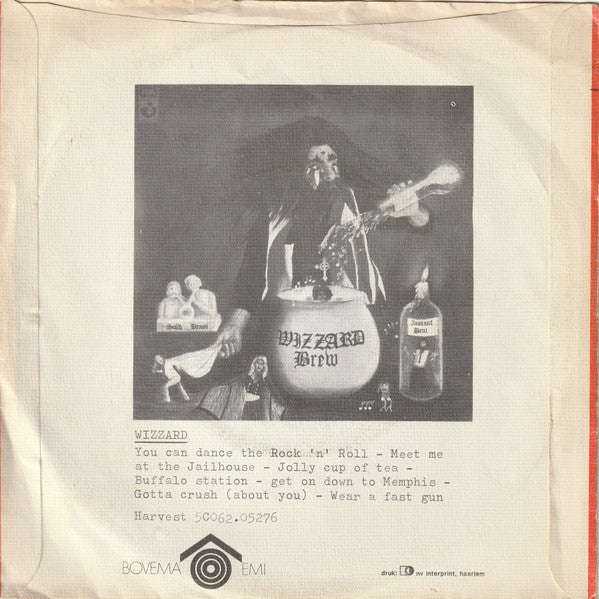 Solid Brass
Instant
Beat
WIZZARD
Brew
WIZZARD
You can dance the Rock 'n' Roll - Meet me
at the Jailhouse - Jolly cup of tea -
Buffalo station - get on down to Memphis -
Gotta crush (about you) - Wear a fast gun
Harvest 5C062.05276
BOVEMA EMI
druk: nv interprint, haarlem